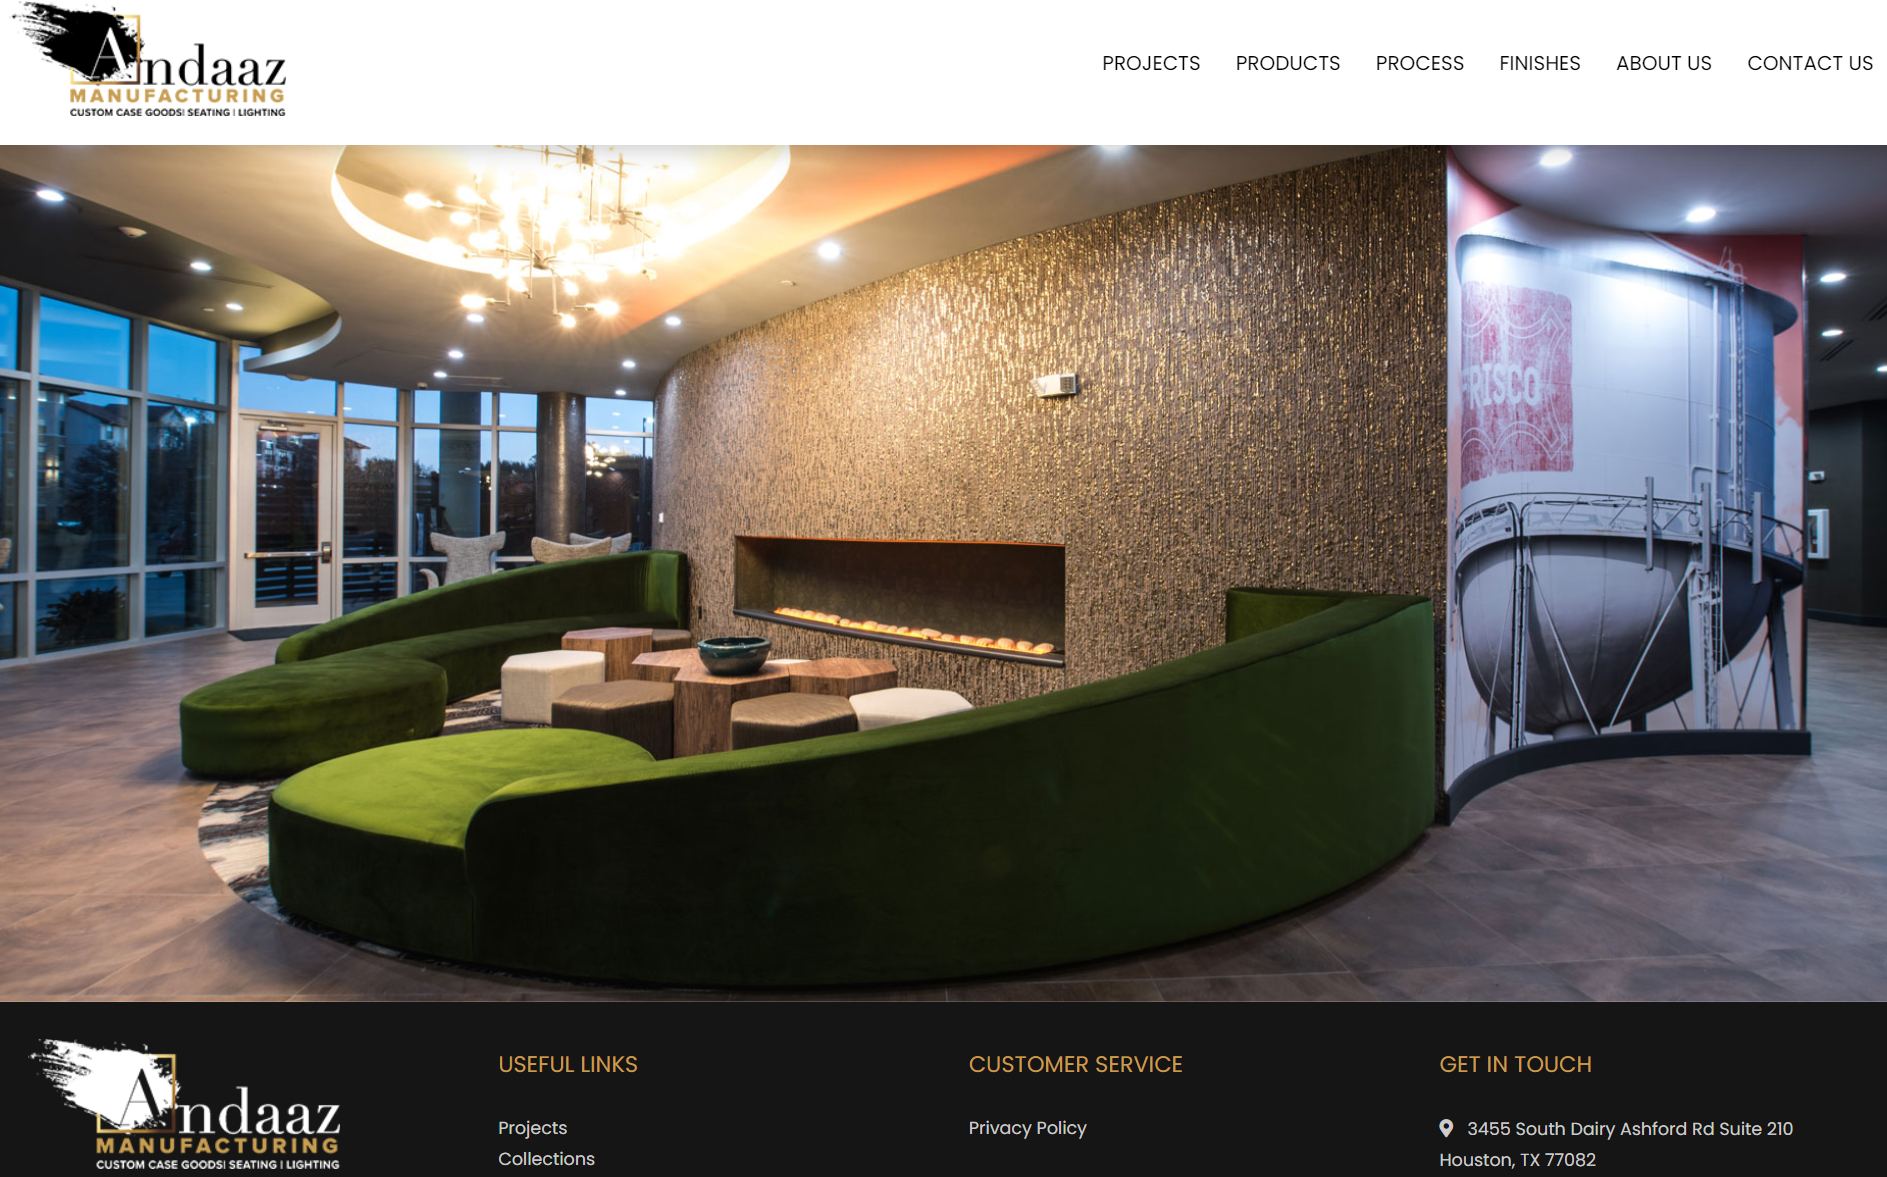 Andaaz
MANUFACTURING
CUSTOM CASE GOODS| SEATING | LIGHTING
PROJECTS
PRODUCTS
PROCESS
FINISHES
ABOUT US
CONTACT US
RISCO
Andaaz
MANUFACTURING
CUSTOM CASE GOODS| SEATING | LIGHTING
USEFUL LINKS
Projects
Collections
CUSTOMER SERVICE
Privacy Policy
GET IN TOUCH
3455 South Dairy Ashford Rd Suite 210
Houston, TX 77082